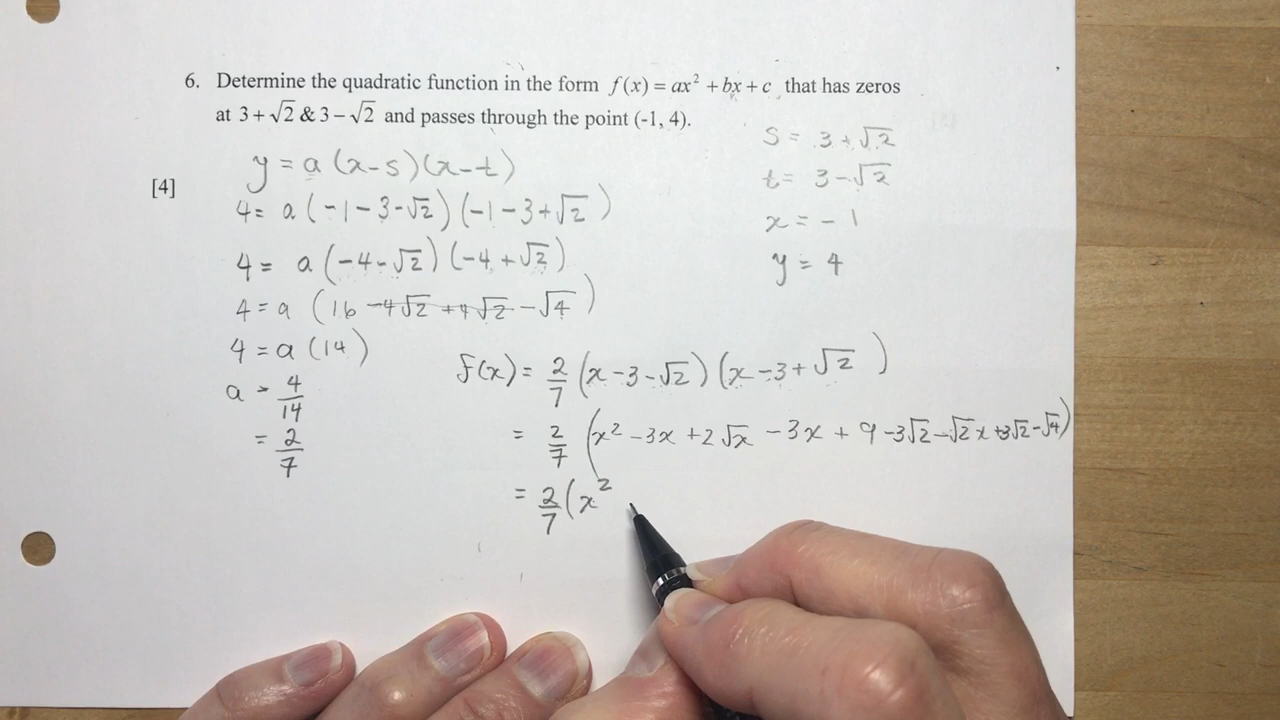 6. Determine the quadratic function in the form f(x) = ax² + bx + c that has zeros
at 3 + √2 & 3 − √2 and passes through the point (-1, 4).
[4]
y = a (x-s)(x-t)
4 = a (-1-3-√2)(-1-3+√2)
4 = a (-4-√2)(-4+√2)
4 = a (16 -4√2 +4√2 -√4)
4 = a (14)
a = 4/14
= 2/7
s = 3+√2
t = 3-√2
x = -1
y = 4
f(x) = 2/7 (x-3-√2)(x-3+√2)
= 2/7 (x² -3x +2√x -3x + 9 -3√2 -√2x +3√2 -√4)
= 2/7 (x²